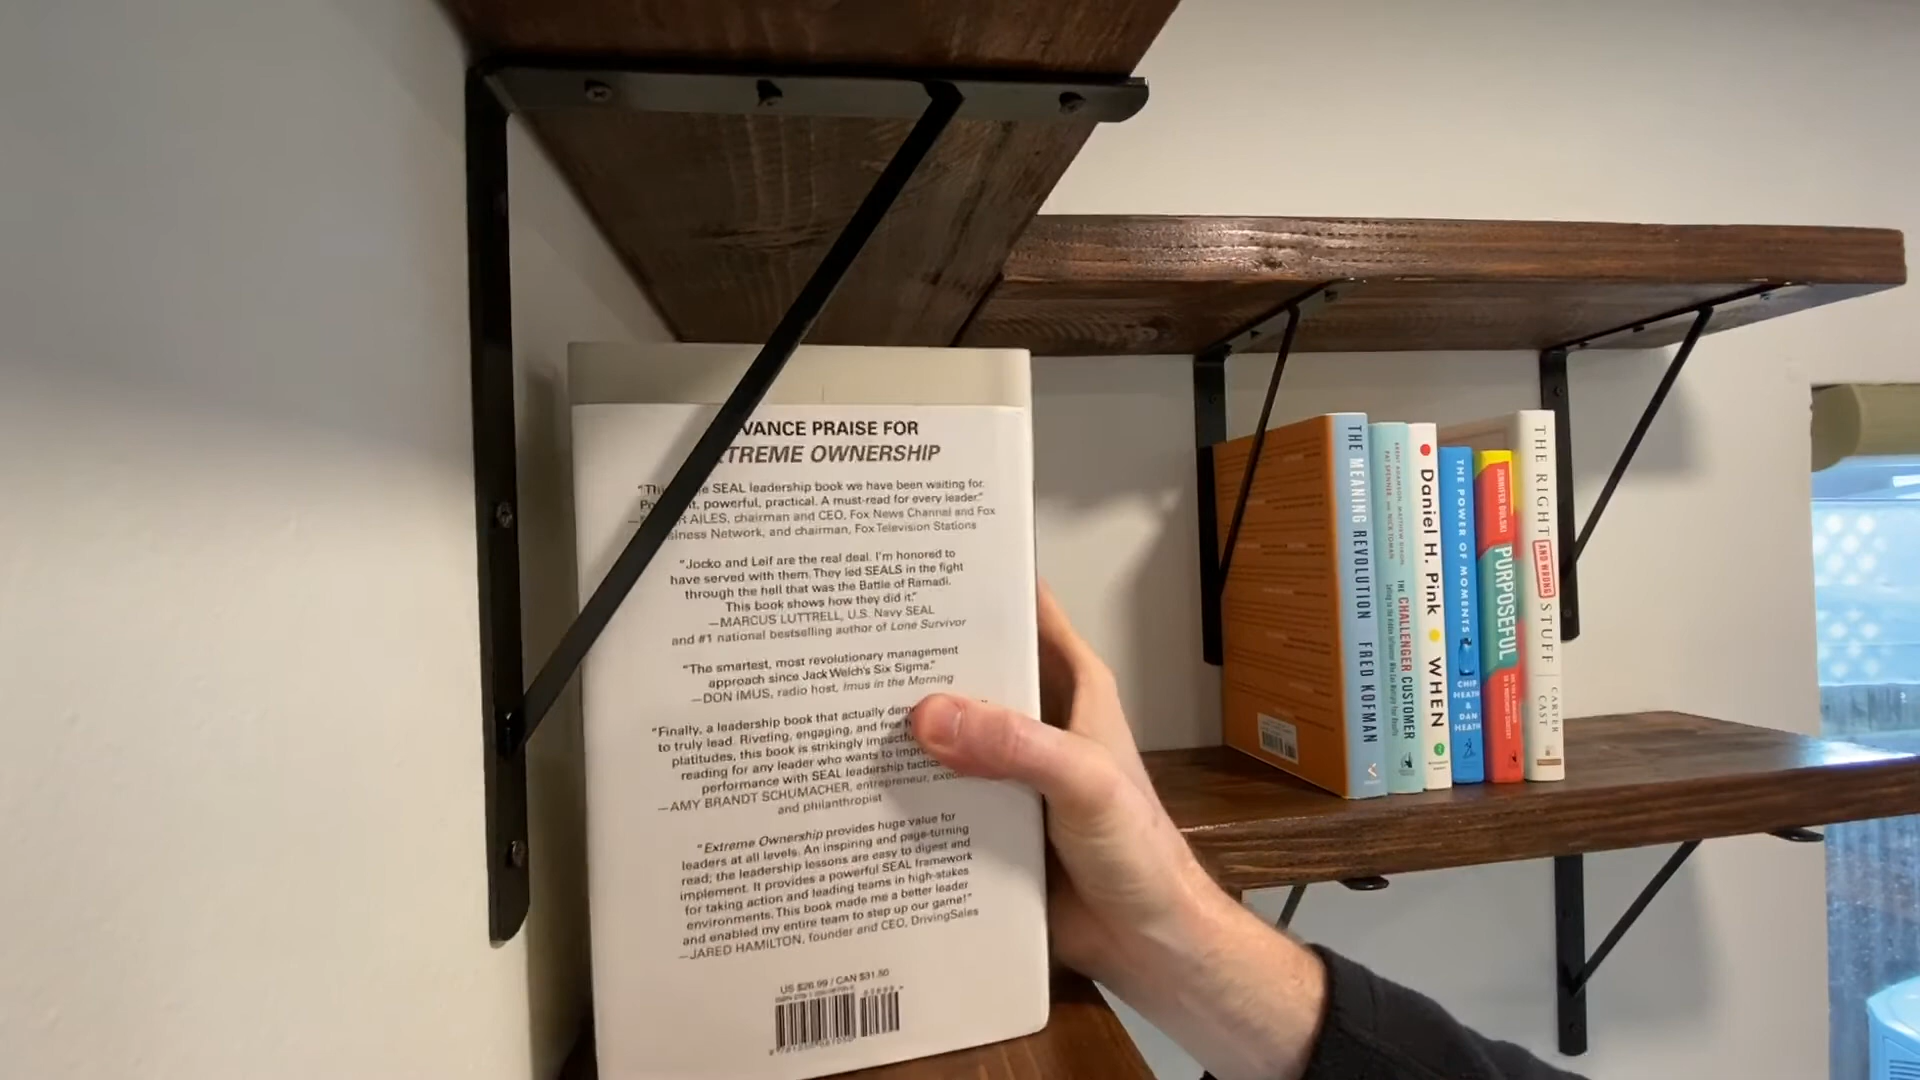 VANCE PRAISE FOR
TREME OWNERSHIP
SEAL leadership book we have been waiting for.
powerful, practical. A must-read for every leader."
AILES, chairman and CEO, Fox News Channel and Fox
siness Network, and chairman, Fox Television Stations
"Jocko and Leif are the real deal. I'm honored to
have served with them. They led SEALS in the fight
through the hell that was the Battle of Ramadi.
This book shows how they did it."
—MARCUS LUTTRELL, U.S. Navy SEAL
and #1 national bestselling author of Lone Survivor
"The smartest, most revolutionary management
approach since Jack Welch's Six Sigma."
—DON IMUS, radio host, Imus in the Morning
"Finally, a leadership book that actually
to truly lead. Riveting, engaging, and free
platitudes, this book is strikingly
reading for any leader who wants to
performance with SEAL leadership tactics
—AMY BRANDT SCHUMACHER, entrepreneur,
and philanthropist
"Extreme Ownership provides huge value for
leaders at all levels. An inspiring and page-turning
read; the leadership lessons are easy to digest and
implement. It provides a powerful SEAL framework
for taking action and leading teams in high-stakes
environments. This book made me a better leader
and enabled my entire team to step up our game!"
—JARED HAMILTON, founder and CEO, DrivingSales
US $26.99 / CAN $31.50
THE MEANING REVOLUTION FRED KOFMAN
BRENT ADAMSON, MATTHEW DIXON,
PAT SPENNER, AND NICK TOMAN
THE CHALLENGER CUSTOMER
Daniel H. Pink WHEN
THE POWER OF MOMENTS
CHIP
HEATH
& DAN
HEATH
JENNIFER DULSKI
PURPOSEFUL
THE RIGHT AND WRONG STUFF
CARTER
CAST